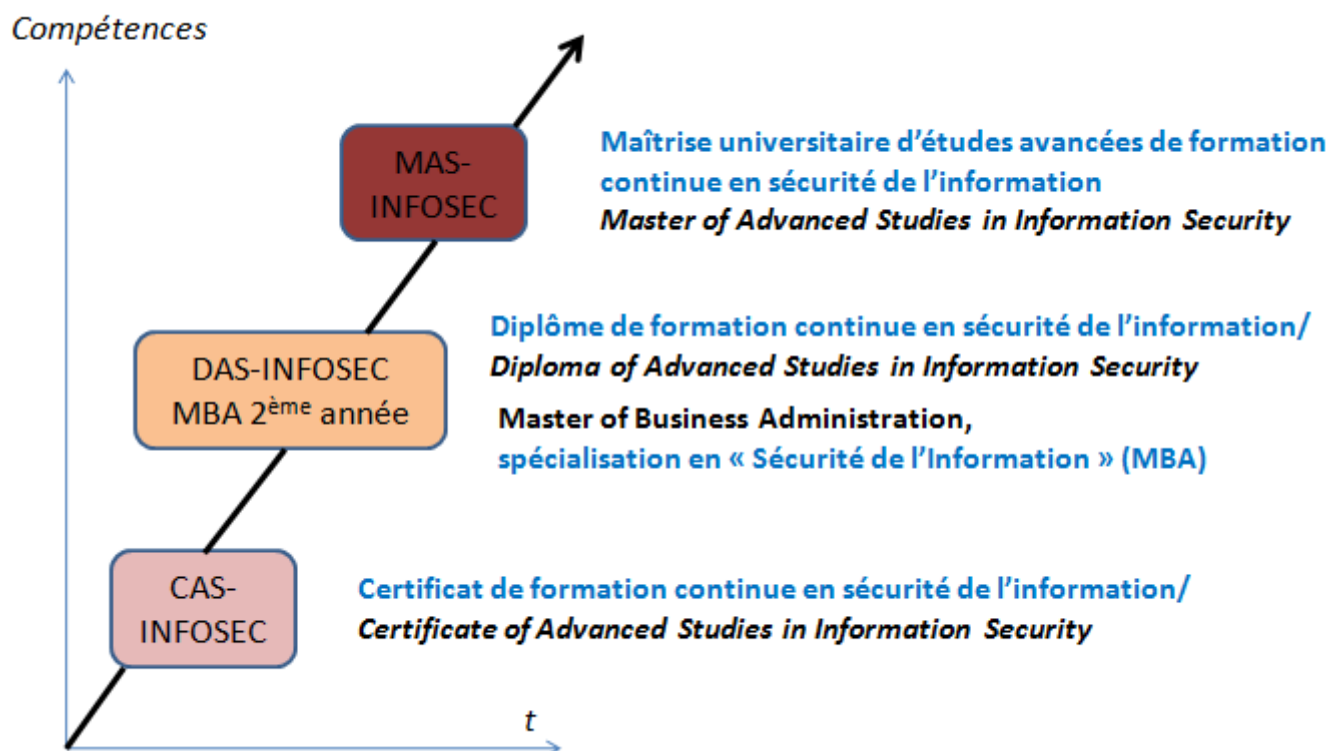 Compétences
MAS-
INFOSEC
Maîtrise universitaire d’études avancées de formation
continue en sécurité de l’information
Master of Advanced Studies in Information Security
DAS-INFOSEC
MBA 2ème année
Diplôme de formation continue en sécurité de l’information/
Diploma of Advanced Studies in Information Security
Master of Business Administration,
spécialisation en « Sécurité de l’Information » (MBA)
CAS-
INFOSEC
Certificat de formation continue en sécurité de l’information/
Certificate of Advanced Studies in Information Security
t